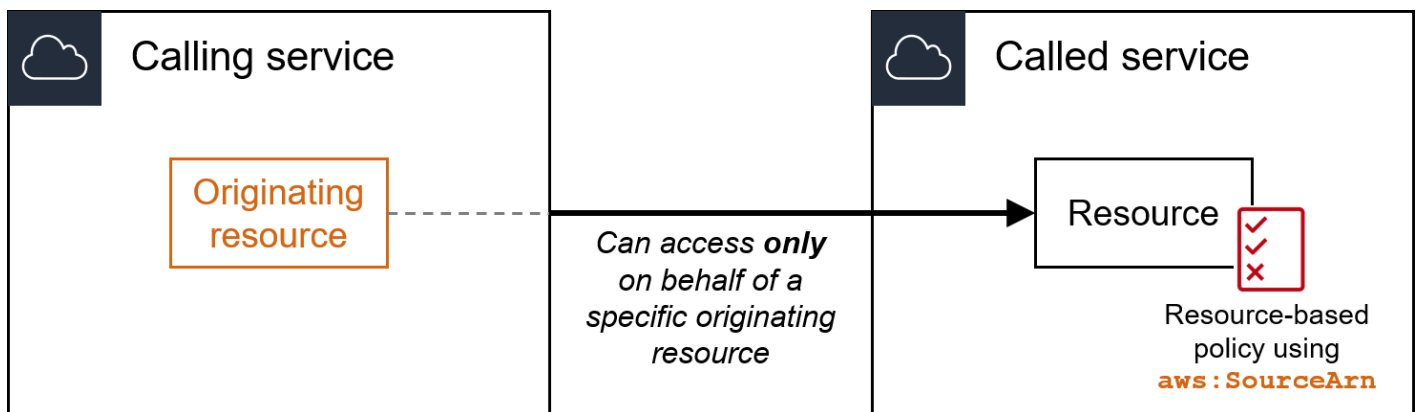 Calling service
Called service
Originating
resource
Can access only
on behalf of a
specific originating
resource
Resource
Resource-based
policy using
aws:SourceArn